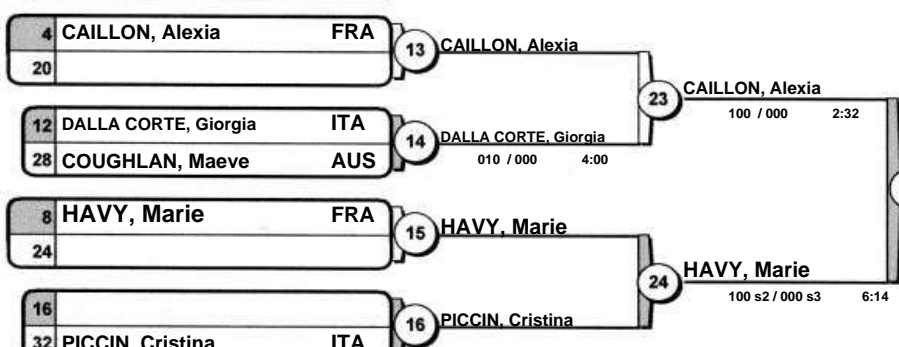 4 CAILLON, Alexia FRA
20
13 CAILLON, Alexia
12 DALLA CORTE, Giorgia ITA
28 COUGHLAN, Maeve AUS
14 DALLA CORTE, Giorgia
010 / 000 4:00
23 CAILLON, Alexia
100 / 000 2:32
8 HAVY, Marie FRA
24
15 HAVY, Marie
16
32 PICCIN, Cristina ITA
16 PICCIN, Cristina
24 HAVY, Marie
100 s2 / 000 s3 6:14